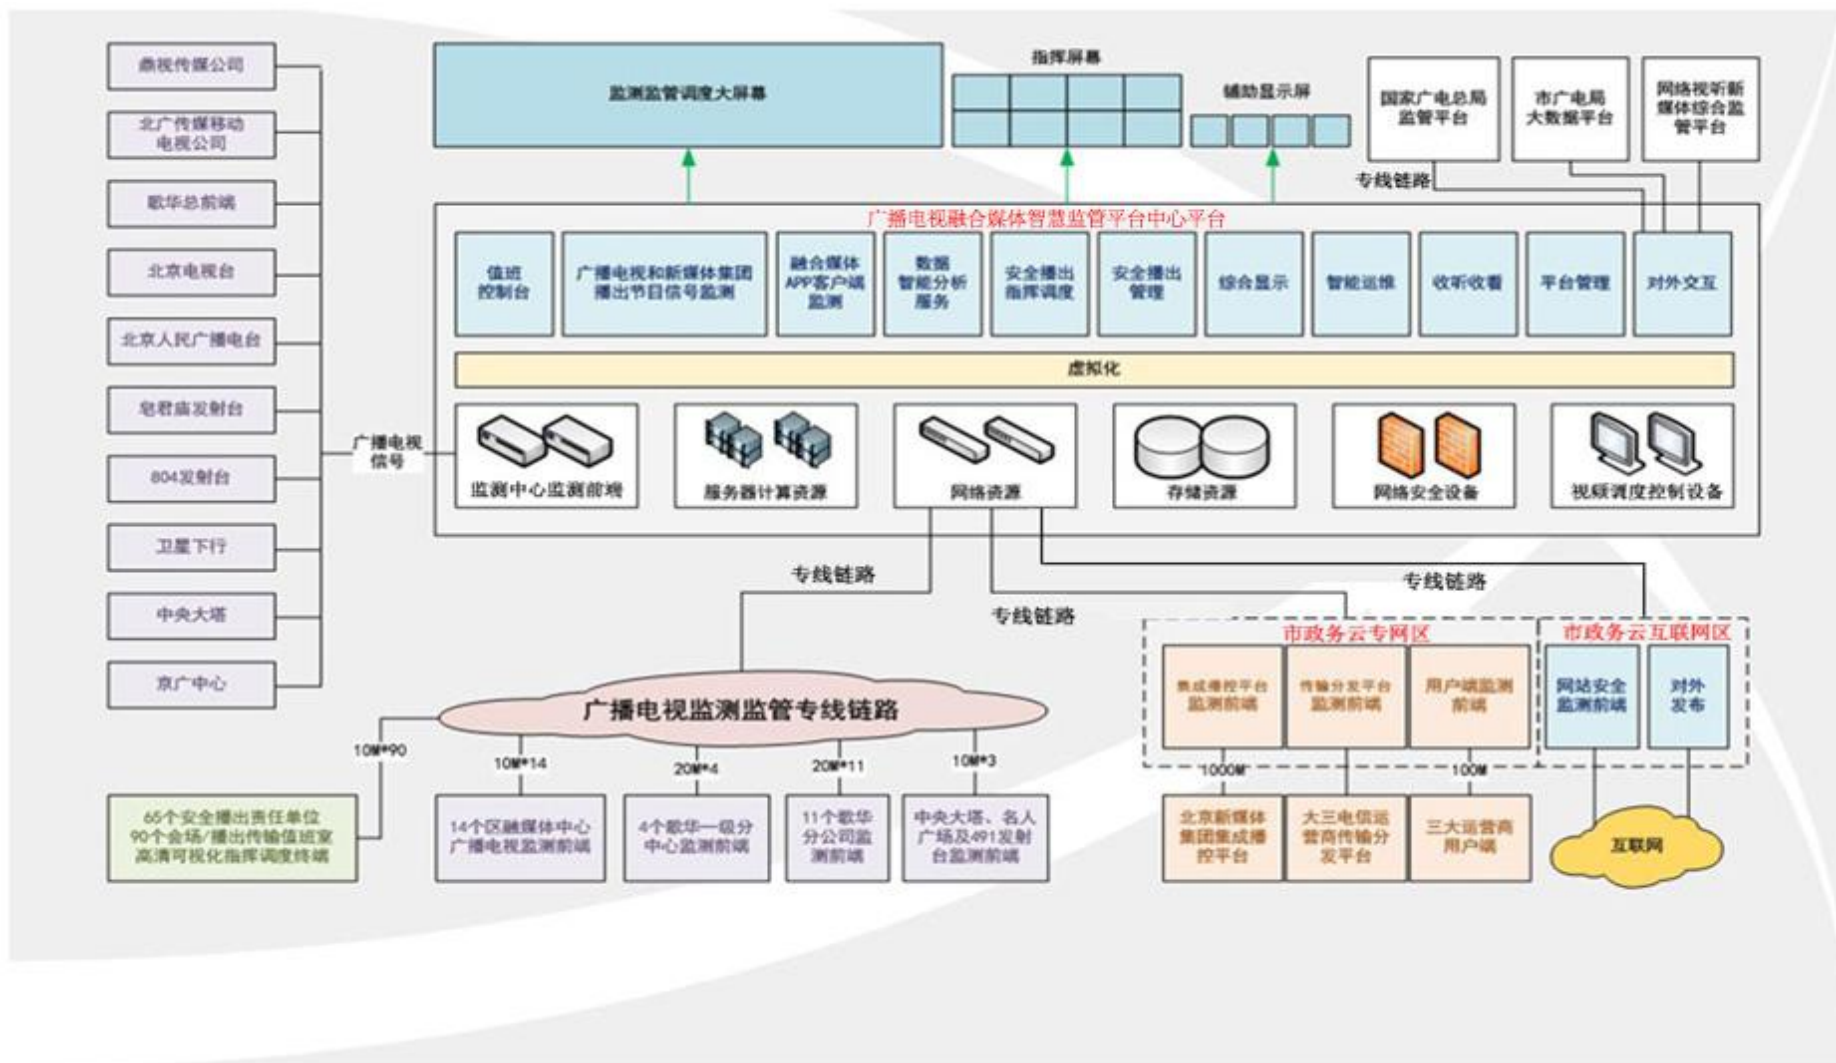 鼎视传媒公司
北广传媒移动
电视公司
歌华总前端
北京电视台
北京人民广播电台
皂君庙发射台
804发射台
卫星下行
中央大塔
京广中心
广播电视
信号
监测监管调度大屏幕
指挥屏幕
辅助显示屏
国家广电总局
监管平台
市广电局
大数据平台
网络视听新
媒体综合监
管平台
专线链路
广播电视融合媒体智慧监管平台中心平台
值班
控制台
广播电视和新媒体集团
播出节目信号监测
融合媒体
APP客户端
监测
数据
智能分析
服务
安全播出
指挥调度
安全播出
管理
综合显示
智能运维
收听收看
平台管理
对外交互
虚拟化
监测中心监测前端
服务器计算资源
网络资源
存储资源
网络安全设备
视频调度控制设备
专线链路
专线链路
专线链路
广播电视监测监管专线链路
10M*90
10M*14
20M*4
20M*11
10M*3
65个安全播出责任单位
90个会场/播出传输值班室
高清可视化指挥调度终端
14个区融媒体中心
广播电视监测前端
4个歌华一级分
中心监测前端
11个歌华
分公司监
测前端
中央大塔、名人
广场及491发射
台监测前端
市政务云专网区
集成播控平台
监测前端
传输分发平台
监测前端
用户端监测
前端
市政务云互联网区
网站安全
监测前端
对外
发布
1000M
100M
北京新媒体
集团集成播
控平台
大三电信运
营商传输分
发平台
三大运营商
用户端
互联网